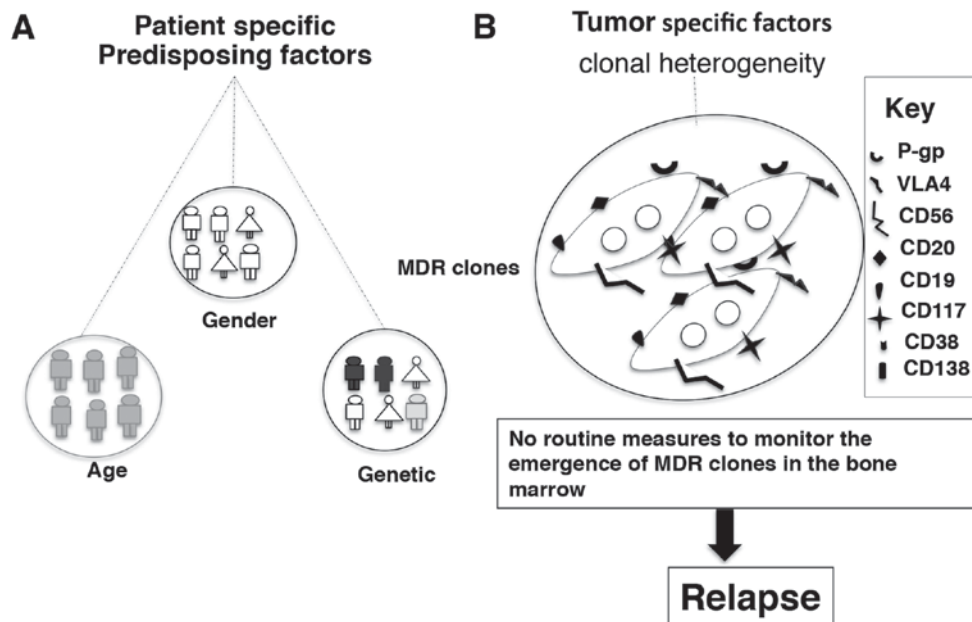 A
Patient specific
Predisposing factors
Gender
Age
Genetic
B
Tumor specific factors
clonal heterogeneity
MDR clones
Key
P-gp
VLA4
CD56
CD20
CD19
CD117
CD38
CD138
No routine measures to monitor the
emergence of MDR clones in the bone
marrow
Relapse